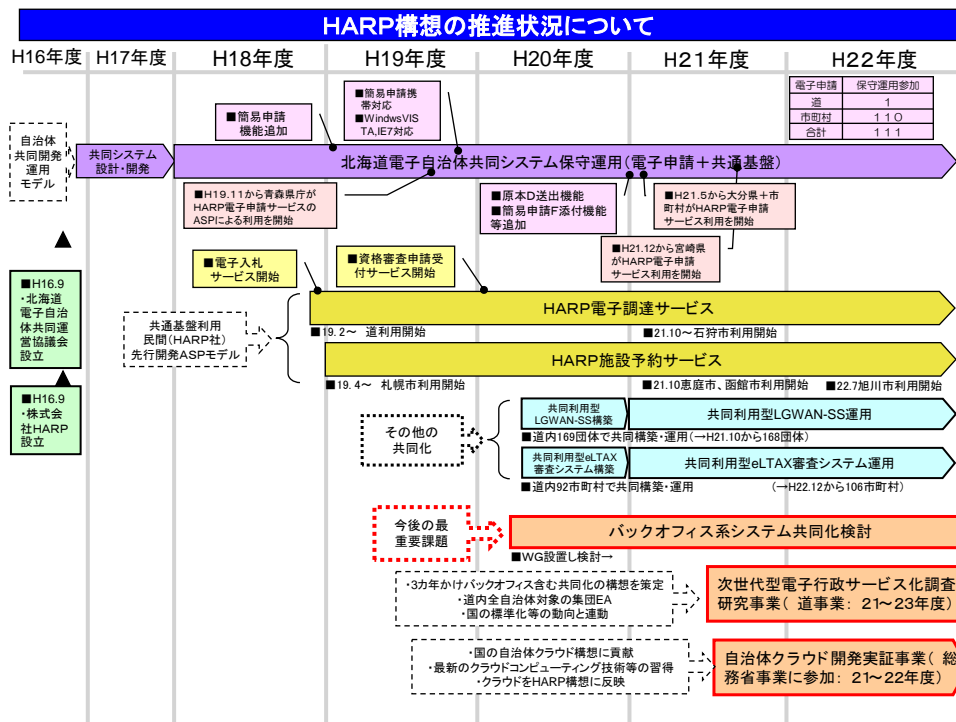 HARP構想の推進状況について
H16年度
H17年度
H18年度
H19年度
H20年度
H21年度
H22年度
電子申請
保守運用参加
道
1
市町村
110
合計
111
■簡易申請
機能追加
■簡易申請携
帯対応
■WindwsVIS
TA,IE7対応
自治体
共同開発
運用
モデル
共同システム
設計・開発
北海道電子自治体共同システム保守運用(電子申請+共通基盤)
■H19.11から青森県庁が
HARP電子申請サービスの
ASPによる利用を開始
■原本D送出機能
■簡易申請F添付機能
等追加
■H21.5から大分県+市
町村がHARP電子申請
サービス利用を開始
■H21.12から宮崎県
がHARP電子申請
サービス利用を開始
■電子入札
サービス開始
■資格審査申請受
付サービス開始
■H16.9
・北海道
電子自治
体共同運
営協議会
設立
■H16.9
・株式会
社HARP
設立
共通基盤利用
民間(HARP社)
先行開発ASPモデル
HARP電子調達サービス
■19.2~ 道利用開始
■21.10~石狩市利用開始
HARP施設予約サービス
■19.4~ 札幌市利用開始
■21.10恵庭市、函館市利用開始
■22.7旭川市利用開始
その他の
共同化
共同利用型
LGWAN-SS構築
共同利用型LGWAN-SS運用
■道内169団体で共同構築・運用(→H21.10から168団体)
共同利用型eLTAX
審査システム構築
共同利用型eLTAX審査システム運用
■道内92市町村で共同構築・運用
(→H22.12から106市町村)
今後の最
重要課題
バックオフィス系システム共同化検討
■WG設置し検討→
・3カ年かけバックオフィス含む共同化の構想を策定
・道内全自治体対象の集団EA
・国の標準化等の動向と連動
次世代型電子行政サービス化調査
研究事業(道事業:21~23年度)
・国の自治体クラウド構想に貢献
・最新のクラウドコンピューティング技術等の習得
・クラウドをHARP構想に反映
自治体クラウド開発実証事業(総
務省事業に参加:21~22年度)